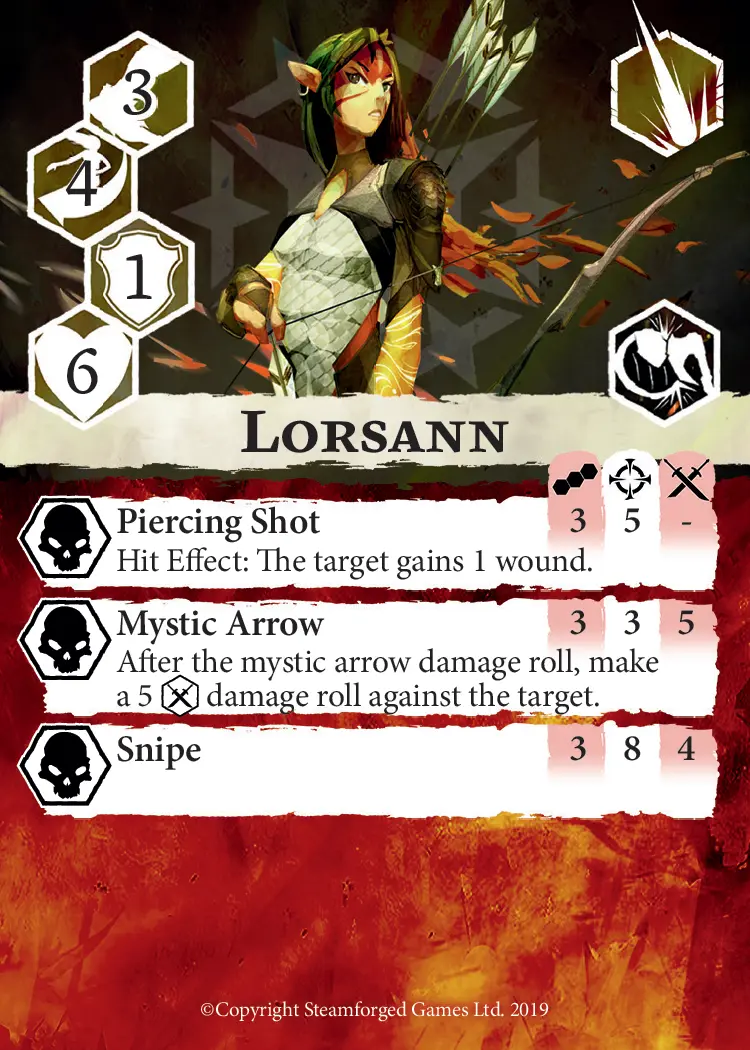 3
4
1
6
LORSANN
Piercing Shot 3 5 -
Hit Effect: The target gains 1 wound.
Mystic Arrow 3 3 5
After the mystic arrow damage roll, make
a 5 damage roll against the target.
Snipe 3 8 4
©Copyright Steamforged Games Ltd. 2019